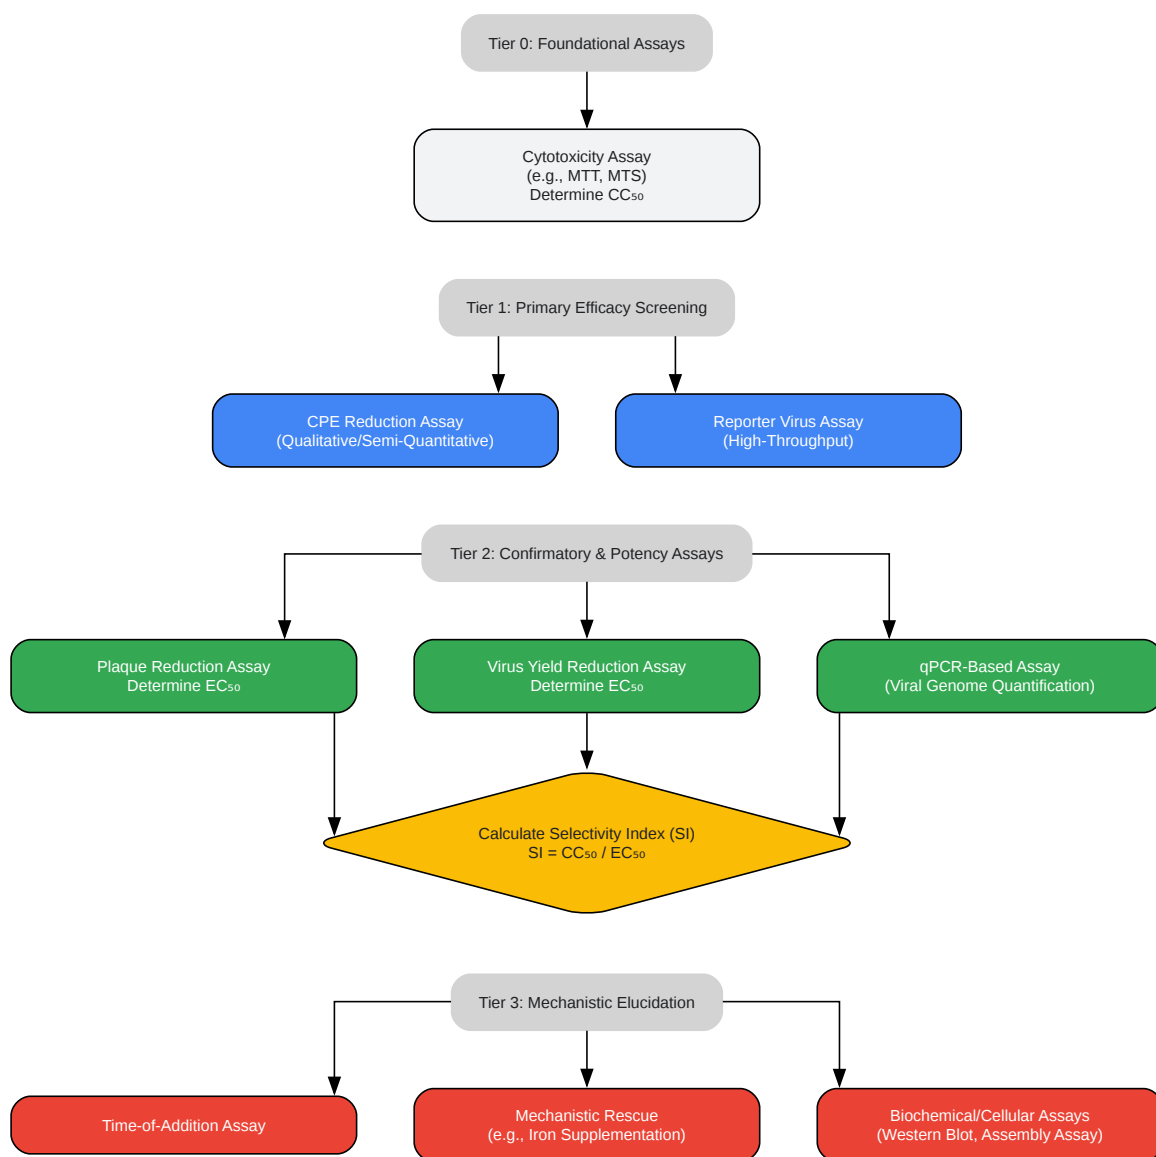 Tier 0: Foundational Assays
Cytotoxicity Assay
(e.g., MTT, MTS)
Determine CC₅₀
Tier 1: Primary Efficacy Screening
CPE Reduction Assay
(Qualitative/Semi-Quantitative)
Reporter Virus Assay
(High-Throughput)
Tier 2: Confirmatory & Potency Assays
Plaque Reduction Assay
Determine EC₅₀
Virus Yield Reduction Assay
Determine EC₅₀
qPCR-Based Assay
(Viral Genome Quantification)
Calculate Selectivity Index (SI)
SI = CC₅₀ / EC₅₀
Tier 3: Mechanistic Elucidation
Time-of-Addition Assay
Mechanistic Rescue
(e.g., Iron Supplementation)
Biochemical/Cellular Assays
(Western Blot, Assembly Assay)